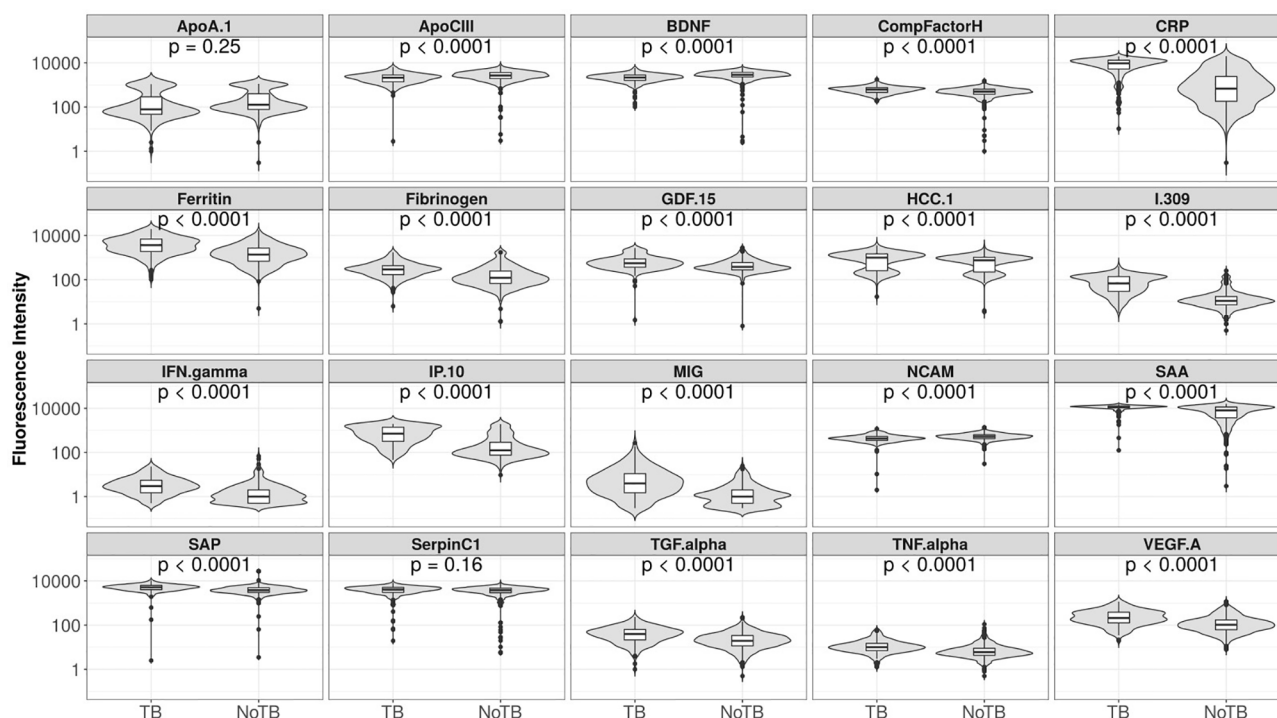 ApoA.1 ApoCIII BDNF CompFactorH CRP
p = 0.25 p < 0.0001 p < 0.0001 p < 0.0001 p < 0.0001
10000
100
1
Ferritin Fibrinogen GDF.15 HCC.1 I.309
p < 0.0001 p < 0.0001 p < 0.0001 p < 0.0001 p < 0.0001
10000
100
1
Fluorescence Intensity
IFN.gamma IP.10 MIG NCAM SAA
p < 0.0001 p < 0.0001 p < 0.0001 p < 0.0001 p < 0.0001
10000
100
1
SAP SerpinC1 TGF.alpha TNF.alpha VEGF.A
p < 0.0001 p = 0.16 p < 0.0001 p < 0.0001 p < 0.0001
10000
100
1
TB NoTB TB NoTB TB NoTB TB NoTB TB NoTB